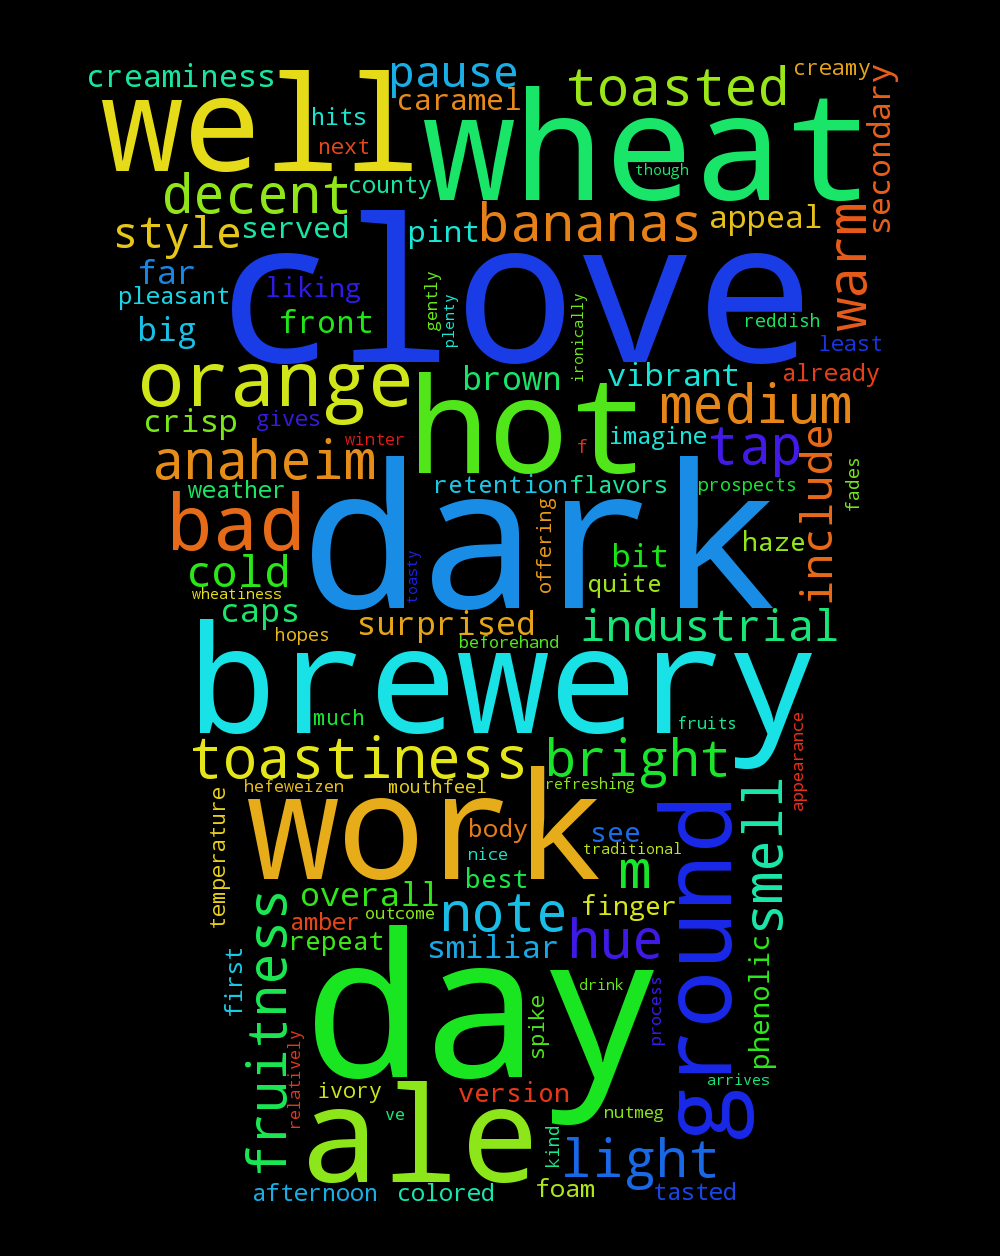 creaminess
pause
toasted
creamy
well
hits
next
caramel
wheat
though
secondary
decent
county
style
served
pint
bananas
appeal
warm
far
pleasant
big
liking
front
clove
gently
plenty
ironically
reddish
least
orange
crisp
gives
hot
brown
vibrant
already
medium
winter
f
imagine
tap
anaheim
weather
retention
flavors
prospects
include
fades
bad
dark
offering
toasty
bit
haze
quite
cold
wheatiness
caps
hopes
surprised
beforehand
industrial
brewery
much
fruits
appearance
toastiness
bright
hefeweizen
mouthfeel
refreshing
work
body
nice
best
see
traditional
m
ground
smell
temperature
overall
amber
outcome
repeat
note
smiliar
finger
hue
phenolic
first
fruitness
day
spike
drink
process
relatively
ivory
ve
version
arrives
nutmeg
ale
kind
light
afternoon
colored
foam
tasted